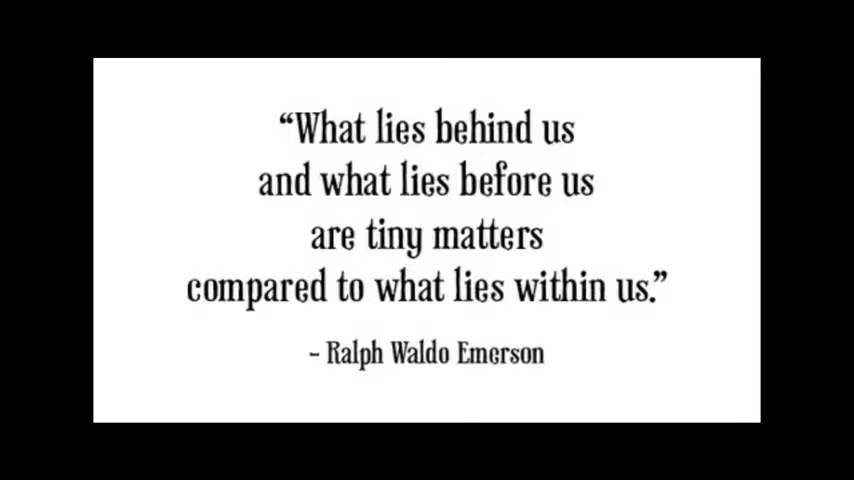 “What lies behind us
and what lies before us
are tiny matters
compared to what lies within us.”
- Ralph Waldo Emerson